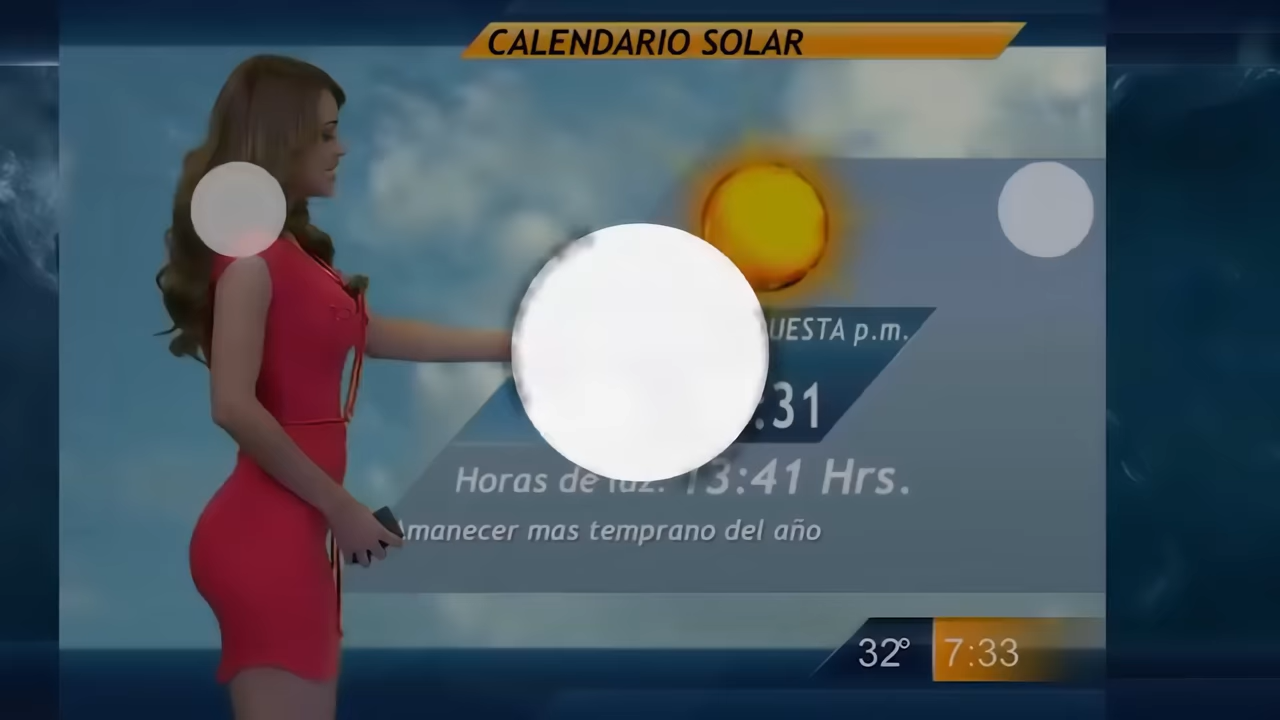 CALENDARIO SOLAR
UESTA p.m.
:31
Horas de luz: 13:41 Hrs.
Amanecer mas temprano del año
32° 7:33